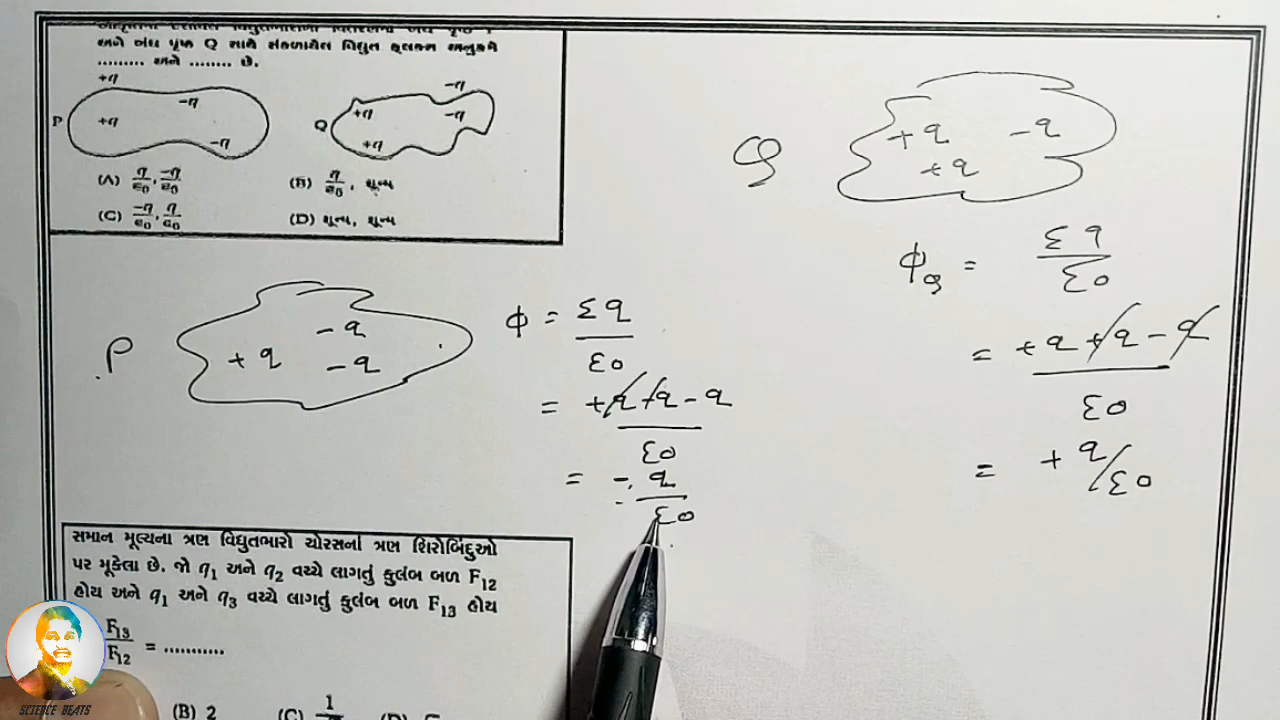 અને બંધ પૃષ્ઠ Q સાથે સંકળાયેલ વિદ્યુત ફ્લક્સ અનુક્રમે
......... અને ........ છે.
P +q +q -q -q
Q +q +q -q -q
(A) q/ε0, -q/ε0 (B) q/ε0, શૂન્ય
(C) -q/ε0, q/ε0 (D) શૂન્ય, શૂન્ય
P +q -q -q
ϕ = Σq/ε0
= +q -q -q/ε0
= -q/ε0
Q +q -q +q
ϕQ = Σq/ε0
= +q +q -q/ε0
= +q/ε0
સમાન મૂલ્યના ત્રણ વિદ્યુતભારો ચોરસનાં ત્રણ શિરોબિંદુઓ
પર મૂકેલા છે. જો q1 અને q2 વચ્ચે લાગતું કુલંબ બળ F12
હોય અને q1 અને q3 વચ્ચે લાગતું કુલંબ બળ F13 હોય
F13/F12 = ...........
(B) 2 (C) 1
SCIENCE BEATS